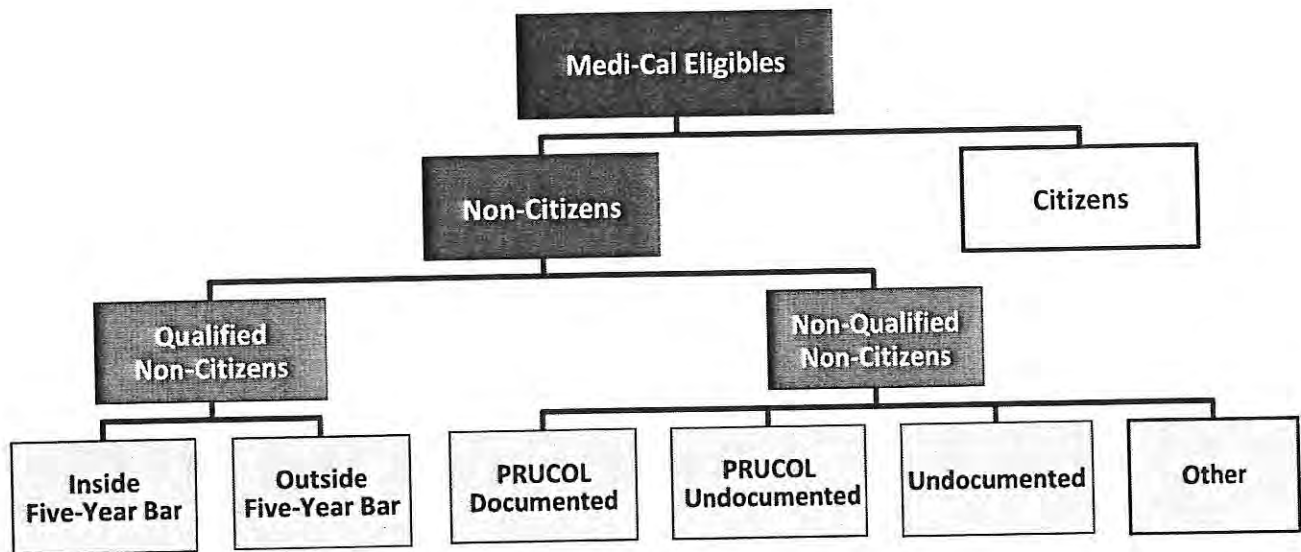 Medi-Cal Eligibles
Non-Citizens
Citizens
Qualified
Non-Citizens
Non-Qualified
Non-Citizens
Inside
Five-Year Bar
Outside
Five-Year Bar
PRUCOL
Documented
PRUCOL
Undocumented
Undocumented
Other